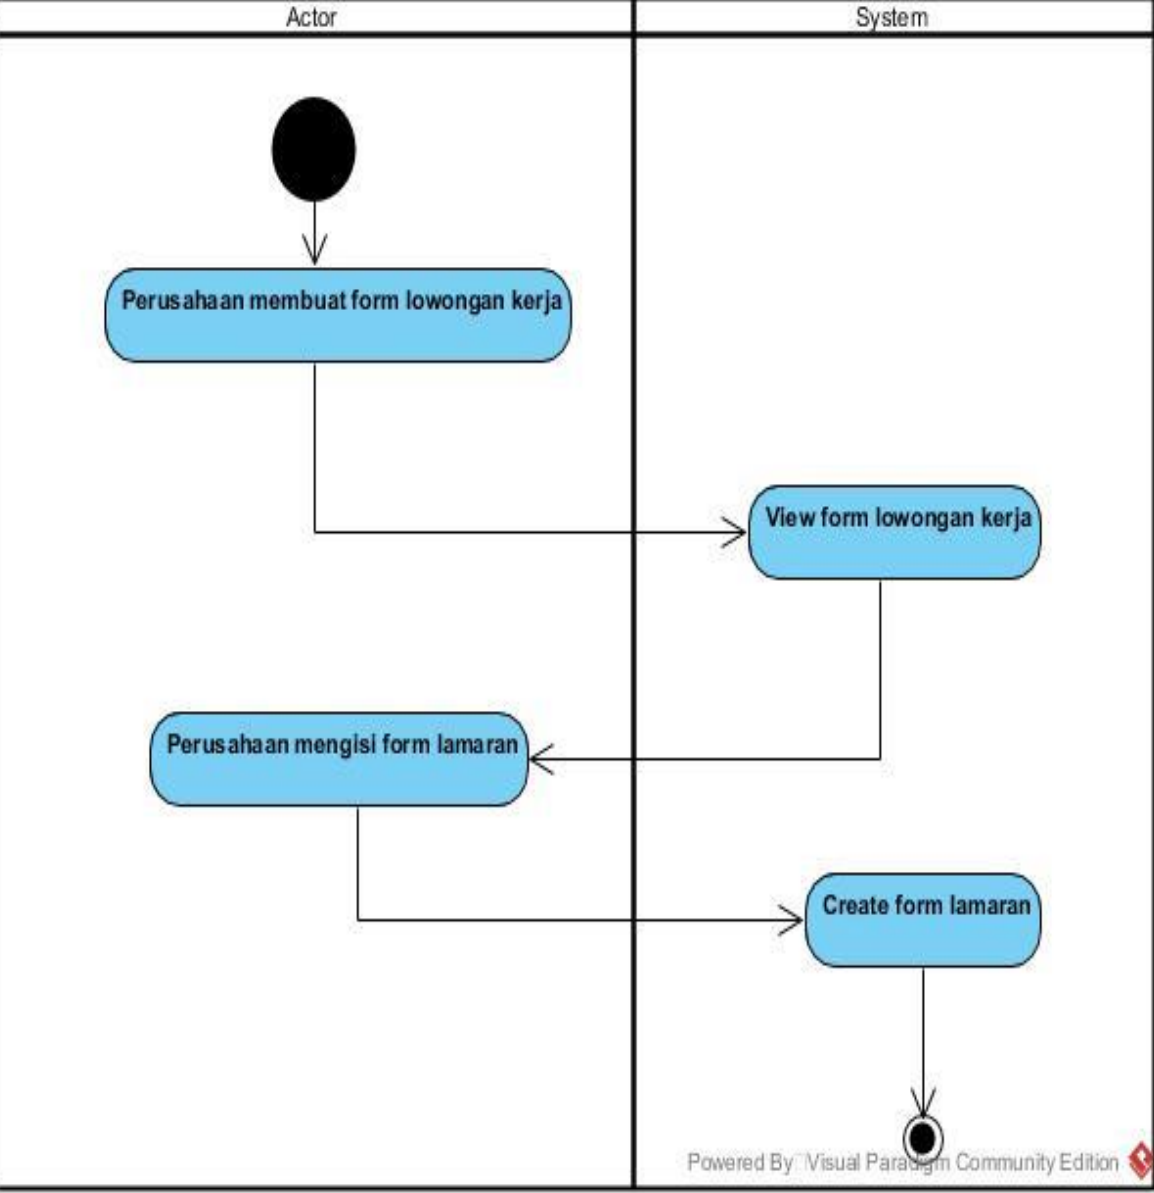 Actor
System
Perusahaan membuat form lowongan kerja
View form lowongan kerja
Perusahaan mengisi form lamaran
Create form lamaran
Powered By Visual Paradigm Community Edition